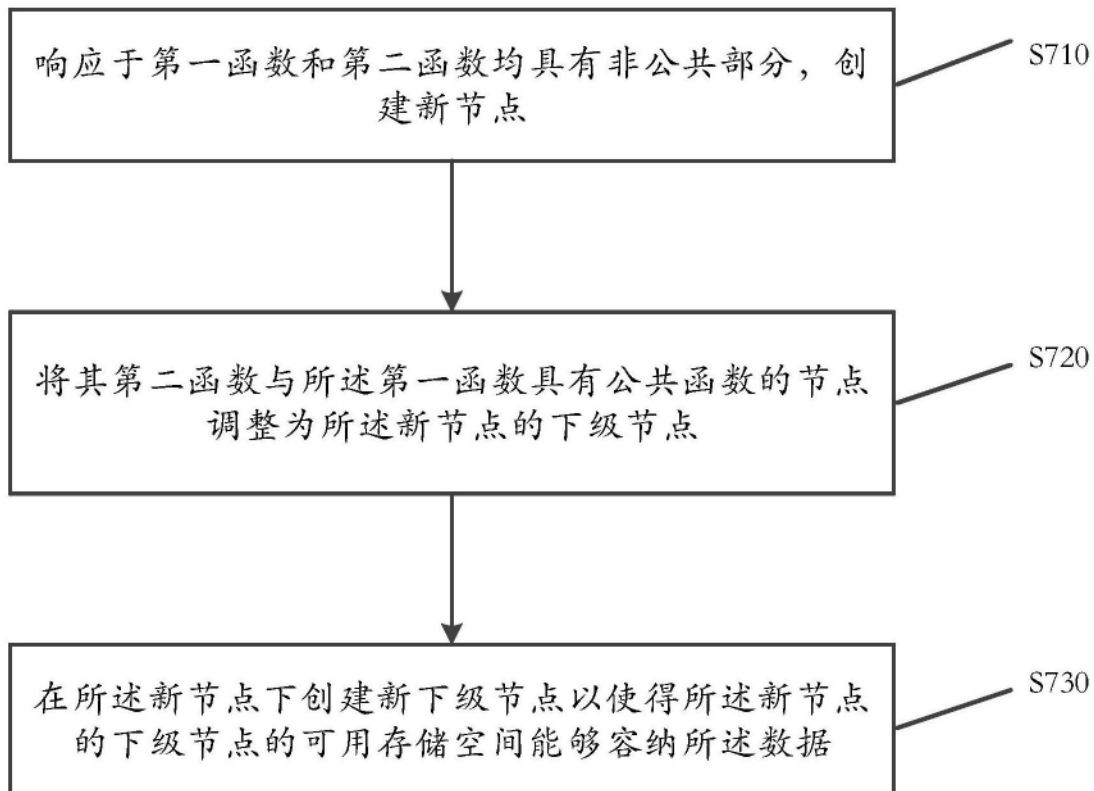 响应于第一函数和第二函数均具有非公共部分，创
建新节点
S710
将其第二函数与所述第一函数具有公共函数的节点
调整为所述新节点的下级节点
S720
在所述新节点下创建新下级节点以使得所述新节点
的下级节点的可用存储空间能够容纳所述数据
S730